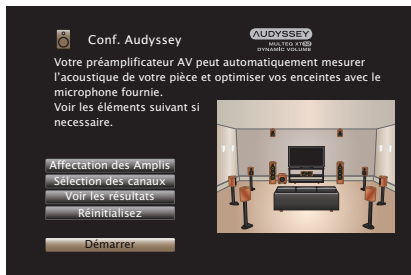 Conf. Audyssey
AUDYSSEY
MULTEQ XT32
DYNAMIC VOLUME
Votre préamplificateur AV peut automatiquement mesurer
l'acoustique de votre pièce et optimiser vos enceintes avec le
microphone fournie.
Voir les éléments suivant si
necessaire.
Affectation des Amplis
Sélection des canaux
Voir les résultats
Réinitialisez
Démarrer